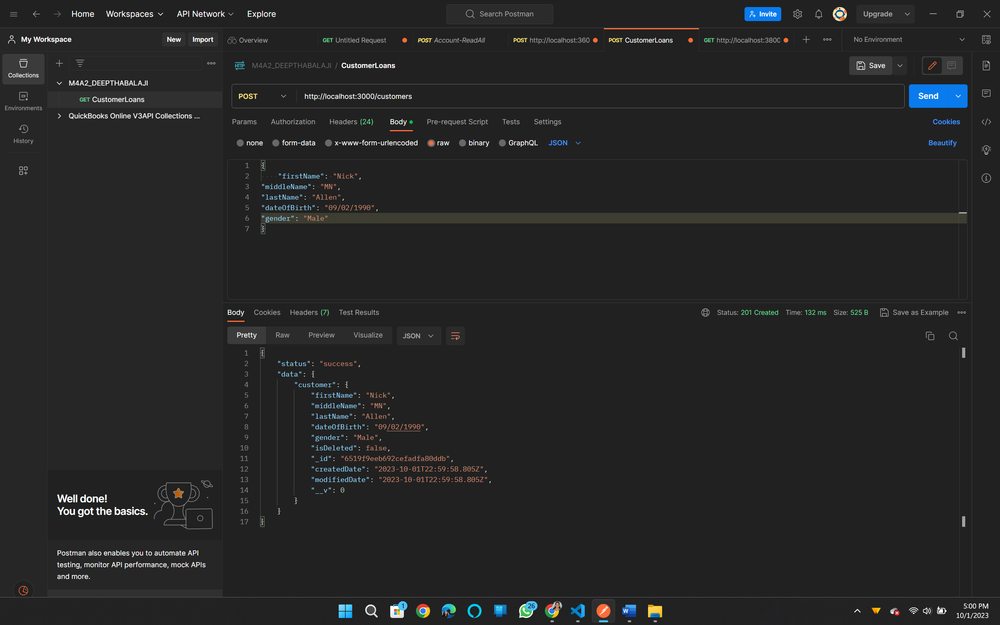 Home Workspaces API Network Explore Search Postman Invite Upgrade
My Workspace New Import
Overview GET Untitled Request POST Account-ReadAll POST http://localhost:360 POST CustomerLoans GET http://localhost:3800 No Environment
Collections
Environments
History
M4A2_DEEPTHABALAJI
GET CustomerLoans
QuickBooks Online V3API Collections ...
HTTP M4A2_DEEPTHABALAJI / CustomerLoans Save
POST http://localhost:3000/customers Send
Params Authorization Headers (24) Body Pre-request Script Tests Settings Cookies
none form-data x-www-form-urlencoded raw binary GraphQL JSON Beautify
1 {
2 "firstName": "Nick",
3 "middleName": "MN",
4 "lastName": "Allen",
5 "dateOfBirth": "09/02/1990",
6 "gender": "Male"
7 }
Body Cookies Headers (7) Test Results Status: 201 Created Time: 132 ms Size: 525 B Save as Example
Pretty Raw Preview Visualize JSON
1 {
2 "status": "success",
3 "data": {
4 "customer": {
5 "firstName": "Nick",
6 "middleName": "MN",
7 "lastName": "Allen",
8 "dateOfBirth": "09/02/1990",
9 "gender": "Male",
10 "isDeleted": false,
11 "_id": "6519f9eeb692cefadfa80ddb",
12 "createdDate": "2023-10-01T22:59:58.805Z",
13 "modifiedDate": "2023-10-01T22:59:58.805Z",
14 "__v": 0
15 }
16 }
17 }
Well done!
You got the basics.
Postman also enables you to automate API
testing, monitor API performance, mock APIs
and more.
1 26 W
5:00 PM
10/1/2023